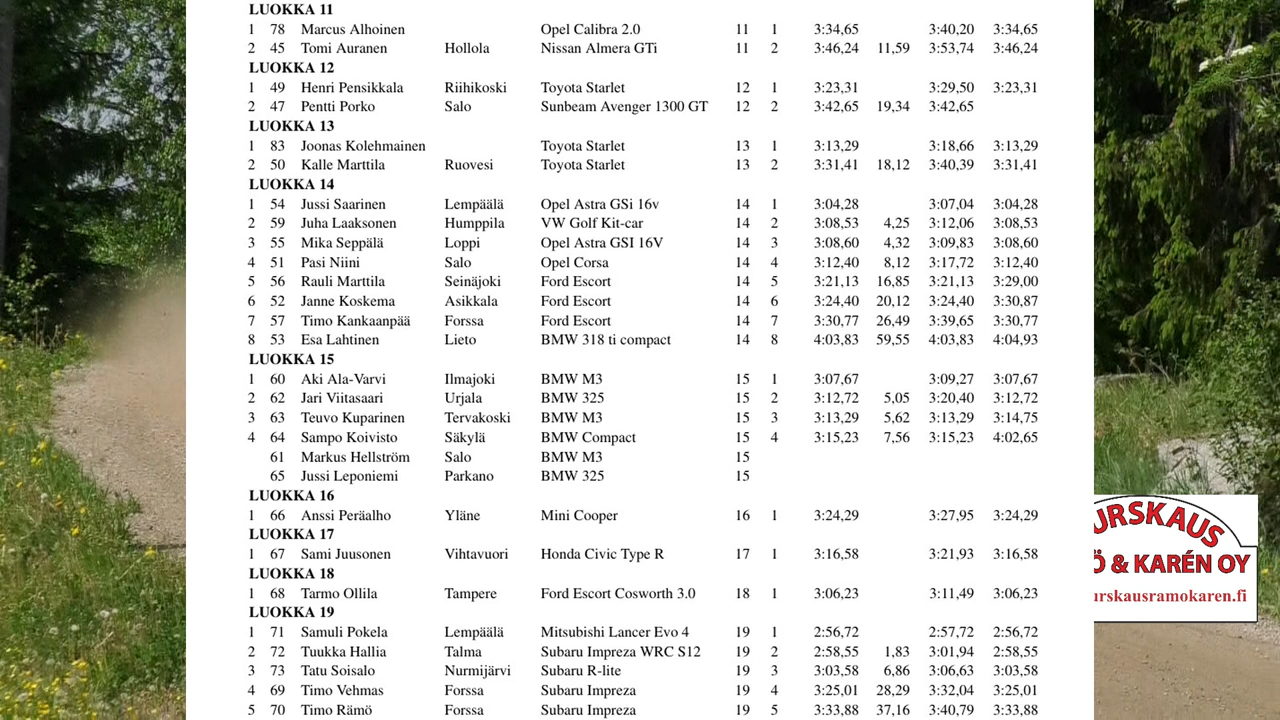 LUOKKA 11
1 78 Marcus Alhoinen Opel Calibra 2.0 11 1 3:34,65 3:40,20 3:34,65
2 45 Tomi Auranen Hollola Nissan Almera GTi 11 2 3:46,24 11,59 3:53,74 3:46,24
LUOKKA 12
1 49 Henri Pensikkala Riihikoski Toyota Starlet 12 1 3:23,31 3:29,50 3:23,31
2 47 Pentti Porko Salo Sunbeam Avenger 1300 GT 12 2 3:42,65 19,34 3:42,65
LUOKKA 13
1 83 Joonas Kolehmainen Toyota Starlet 13 1 3:13,29 3:18,66 3:13,29
2 50 Kalle Marttila Ruovesi Toyota Starlet 13 2 3:31,41 18,12 3:40,39 3:31,41
LUOKKA 14
1 54 Jussi Saarinen Lempäälä Opel Astra GSi 16v 14 1 3:04,28 3:07,04 3:04,28
2 59 Juha Laaksonen Humppila VW Golf Kit-car 14 2 3:08,53 4,25 3:12,06 3:08,53
3 55 Mika Seppälä Loppi Opel Astra GSI 16V 14 3 3:08,60 4,32 3:09,83 3:08,60
4 51 Pasi Niini Salo Opel Corsa 14 4 3:12,40 8,12 3:17,72 3:12,40
5 56 Rauli Marttila Seinäjoki Ford Escort 14 5 3:21,13 16,85 3:21,13 3:29,00
6 52 Janne Koskema Asikkala Ford Escort 14 6 3:24,40 20,12 3:24,40 3:30,87
7 57 Timo Kankaanpää Forssa Ford Escort 14 7 3:30,77 26,49 3:39,65 3:30,77
8 53 Esa Lahtinen Lieto BMW 318 ti compact 14 8 4:03,83 59,55 4:03,83 4:04,93
LUOKKA 15
1 60 Aki Ala-Varvi Ilmajoki BMW M3 15 1 3:07,67 3:09,27 3:07,67
2 62 Jari Viitasaari Urjala BMW 325 15 2 3:12,72 5,05 3:20,40 3:12,72
3 63 Teuvo Kuparinen Tervakoski BMW M3 15 3 3:13,29 5,62 3:13,29 3:14,75
4 64 Sampo Koivisto Säkylä BMW Compact 15 4 3:15,23 7,56 3:15,23 4:02,65
61 Markus Hellström Salo BMW M3 15
65 Jussi Leponiemi Parkano BMW 325 15
LUOKKA 16
1 66 Anssi Peräalho Yläne Mini Cooper 16 1 3:24,29 3:27,95 3:24,29
LUOKKA 17
1 67 Sami Juusonen Vihtavuori Honda Civic Type R 17 1 3:16,58 3:21,93 3:16,58
LUOKKA 18
1 68 Tarmo Ollila Tampere Ford Escort Cosworth 3.0 18 1 3:06,23 3:11,49 3:06,23
LUOKKA 19
1 71 Samuli Pokela Lempäälä Mitsubishi Lancer Evo 4 19 1 2:56,72 2:57,72 2:56,72
2 72 Tuukka Hallia Talma Subaru Impreza WRC S12 19 2 2:58,55 1,83 3:01,94 2:58,55
3 73 Tatu Soisalo Nurmijärvi Subaru R-lite 19 3 3:03,58 6,86 3:06,63 3:03,58
4 69 Timo Vehmas Forssa Subaru Impreza 19 4 3:25,01 28,29 3:32,04 3:25,01
5 70 Timo Rämö Forssa Subaru Impreza 19 5 3:33,88 37,16 3:40,79 3:33,88
URSKAUS
Ö & KARÉN OY
urskausramokaren.fi